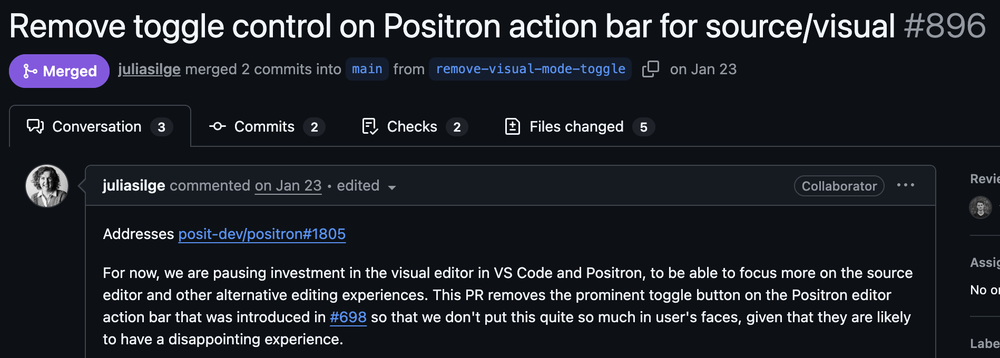 Remove toggle control on Positron action bar for source/visual #896
Merged juliasilge merged 2 commits into main from remove-visual-mode-toggle on Jan 23
Conversation 3 Commits 2 Checks 2 Files changed 5
juliasilge commented on Jan 23 • edited Collaborator
Addresses posit-dev/positron#1805
For now, we are pausing investment in the visual editor in VS Code and Positron, to be able to focus more on the source
editor and other alternative editing experiences. This PR removes the prominent toggle button on the Positron editor
action bar that was introduced in #698 so that we don't put this quite so much in user's faces, given that they are likely
to have a disappointing experience.
Revie
Assig
No o
Labe